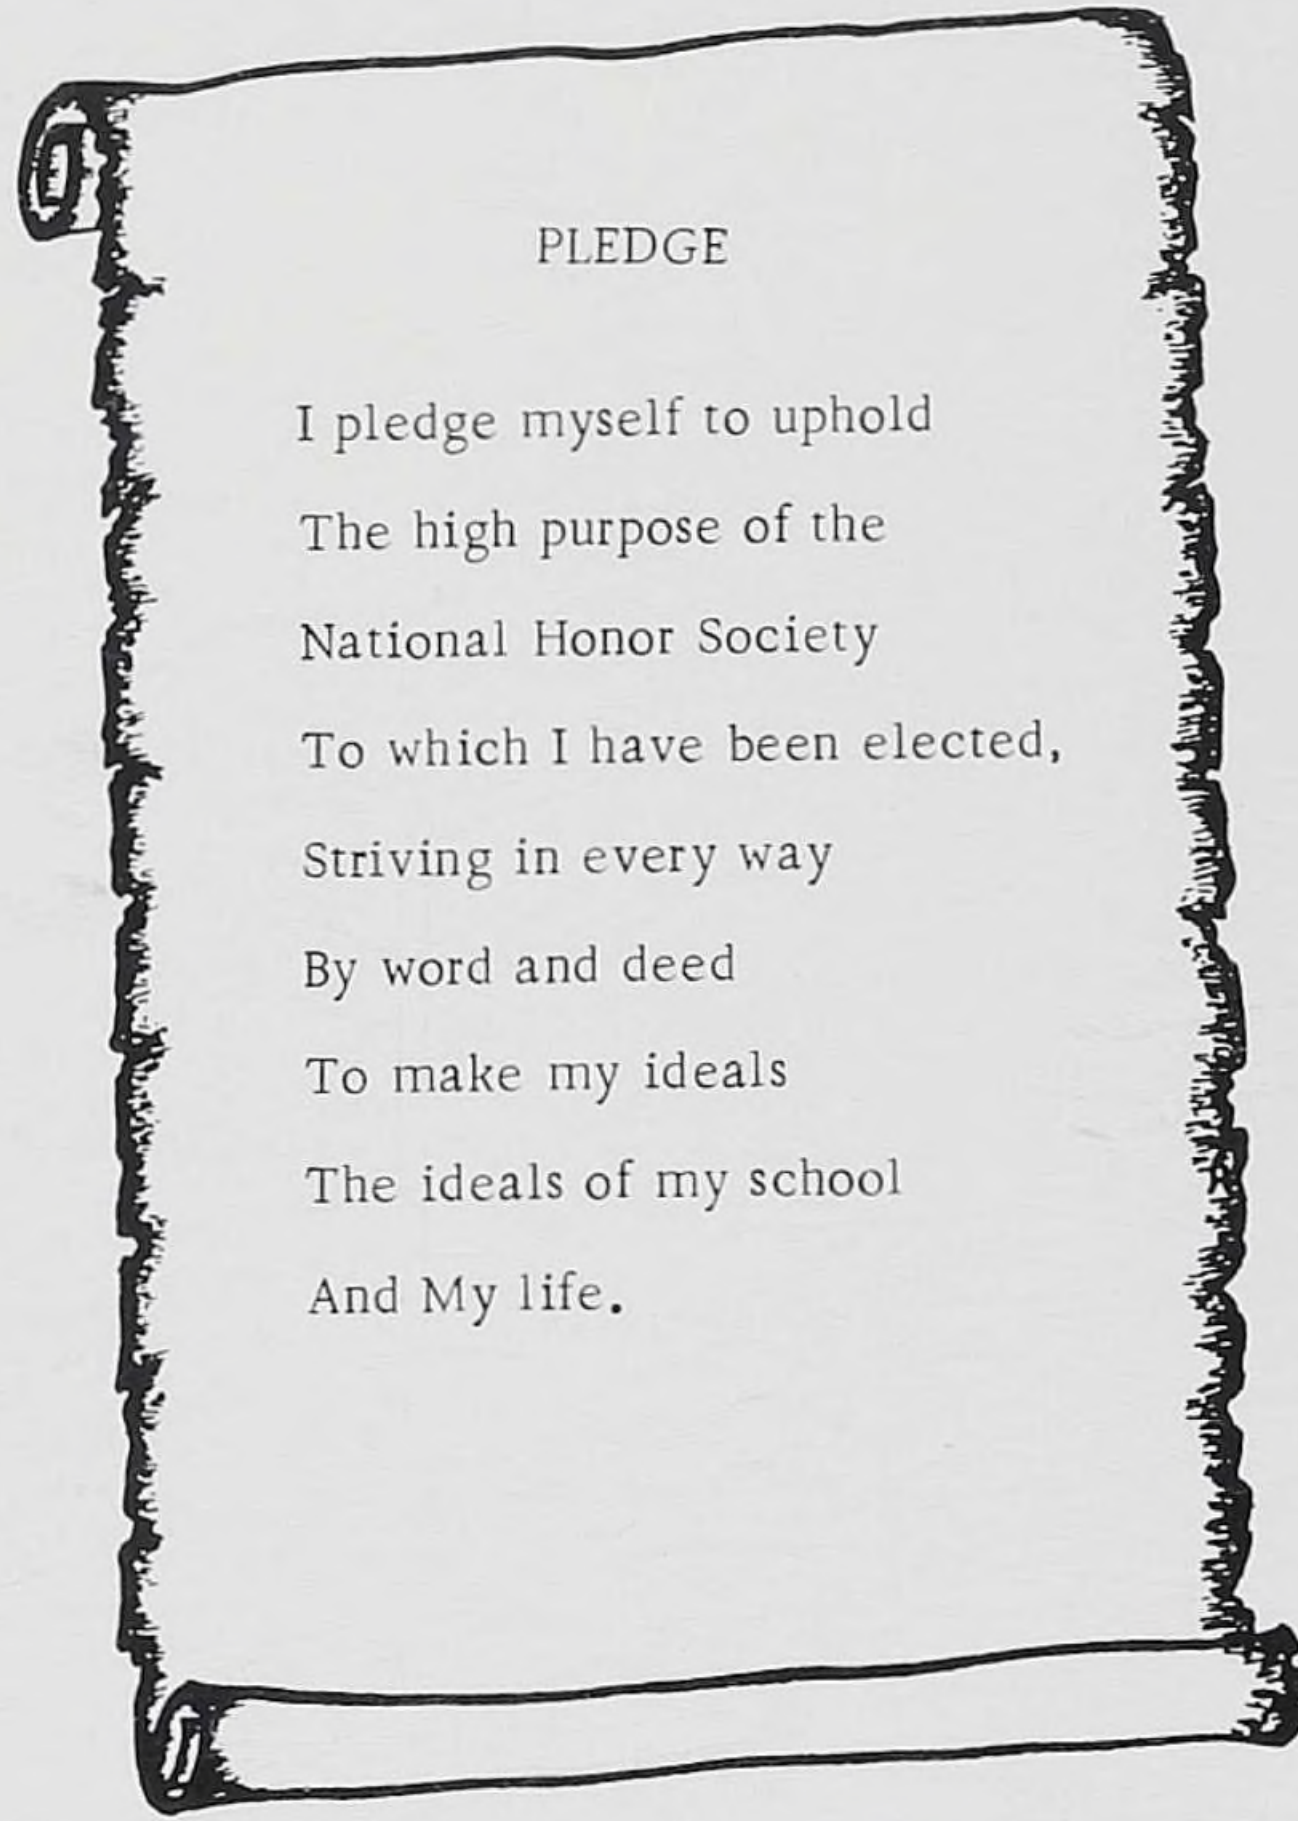 PLEDGE
I pledge myself to uphold
The high purpose of the
National Honor Society
To which I have been elected,
Striving in every way
By word and deed
To make my ideals
The ideals of my school
And My life.